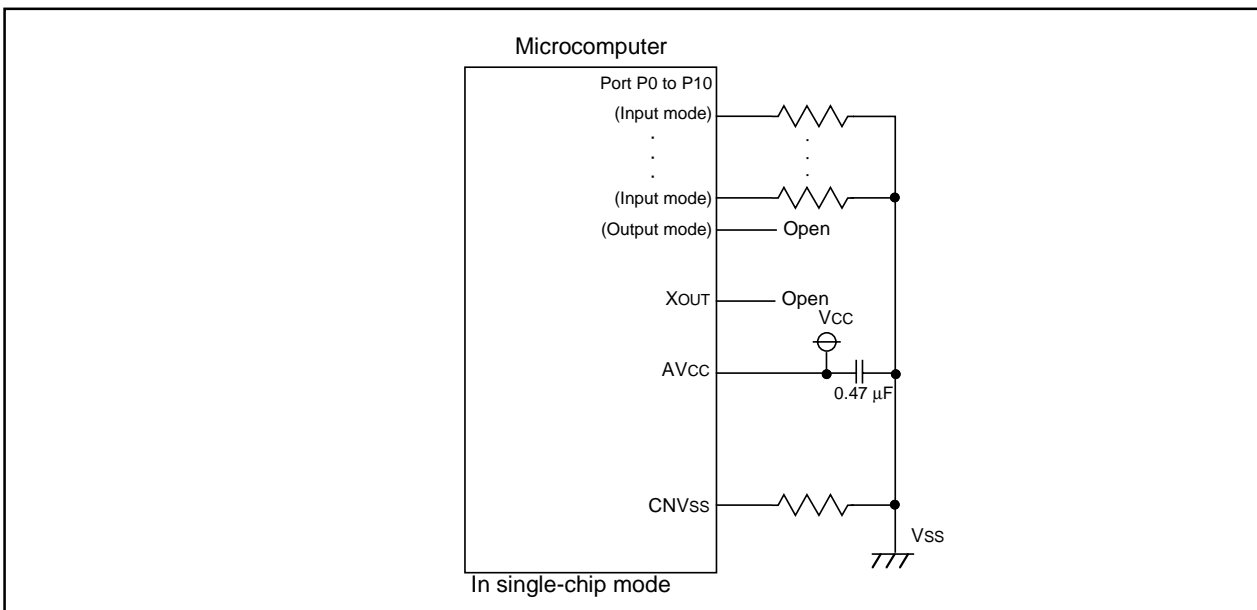 Microcomputer
Port P0 to P10
(Input mode)
.
.
.
.
.
.
(Input mode)
(Output mode)
Open
XOUT
Open
VCC
AVCC
0.47 μF
CNVSS
VSS
In single-chip mode